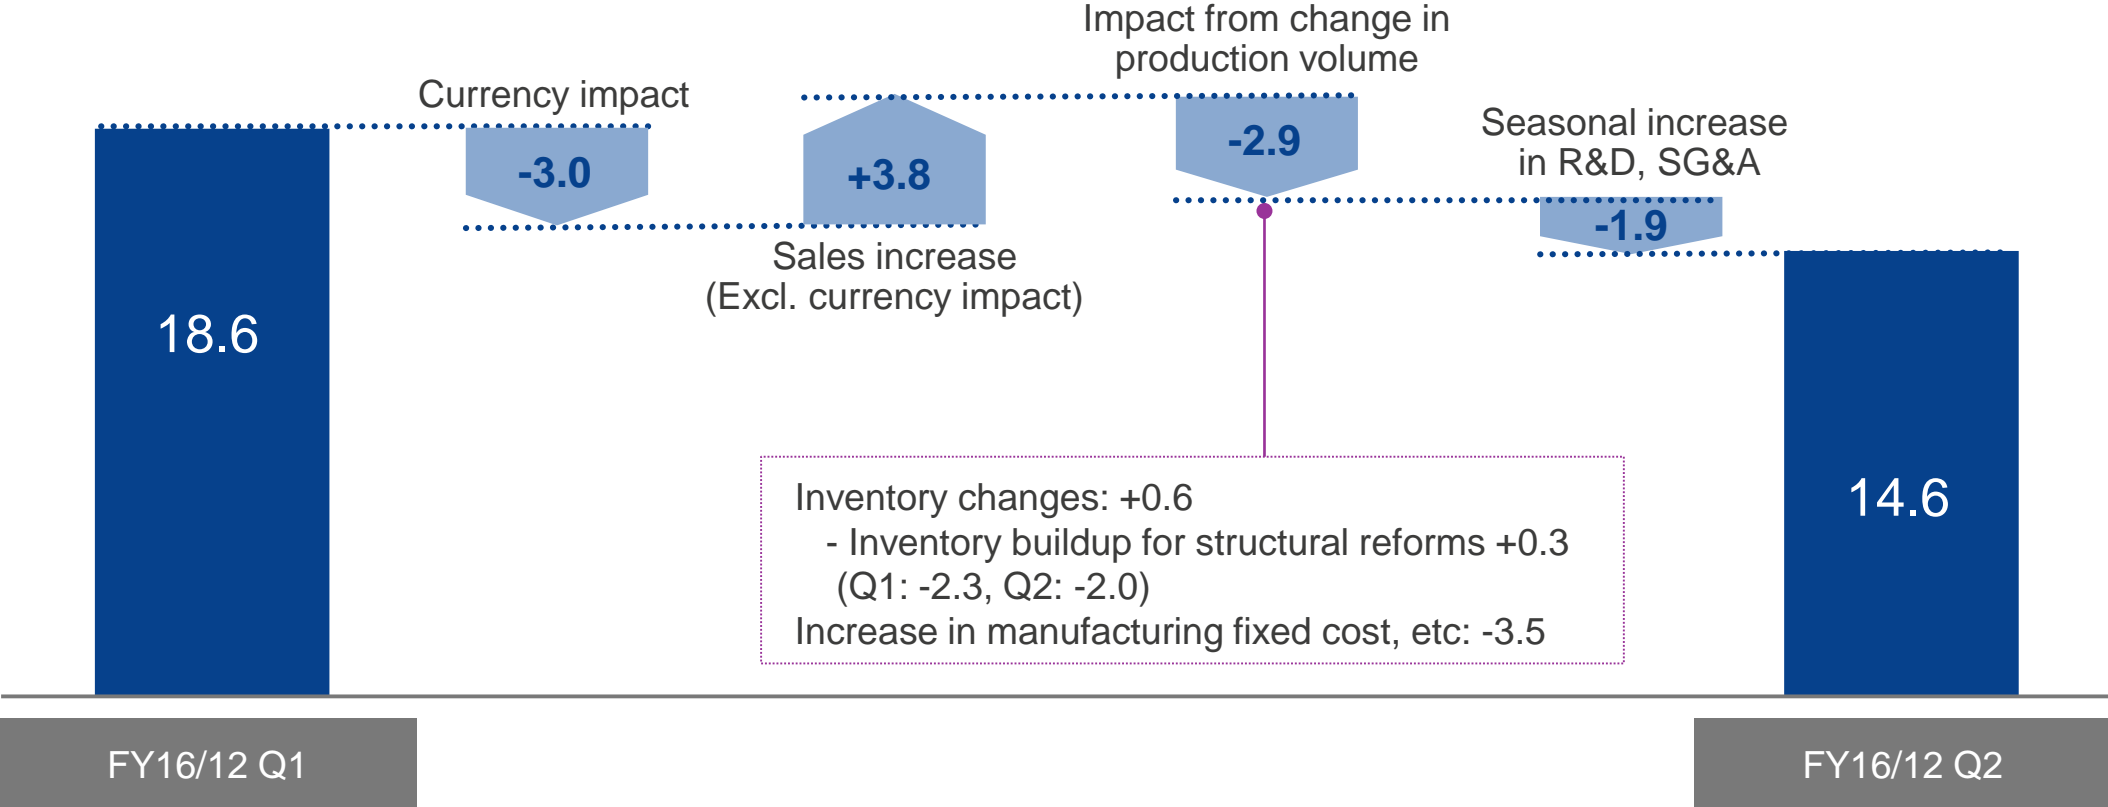 Impact from change in
production volume
Currency impact
Seasonal increase
in R&D, SG&A
-3.0
+3.8
-2.9
-1.9
Sales increase
(Excl. currency impact)
18.6
14.6
Inventory changes: +0.6
- Inventory buildup for structural reforms +0.3
(Q1: -2.3, Q2: -2.0)
Increase in manufacturing fixed cost, etc: -3.5
FY16/12 Q1
FY16/12 Q2